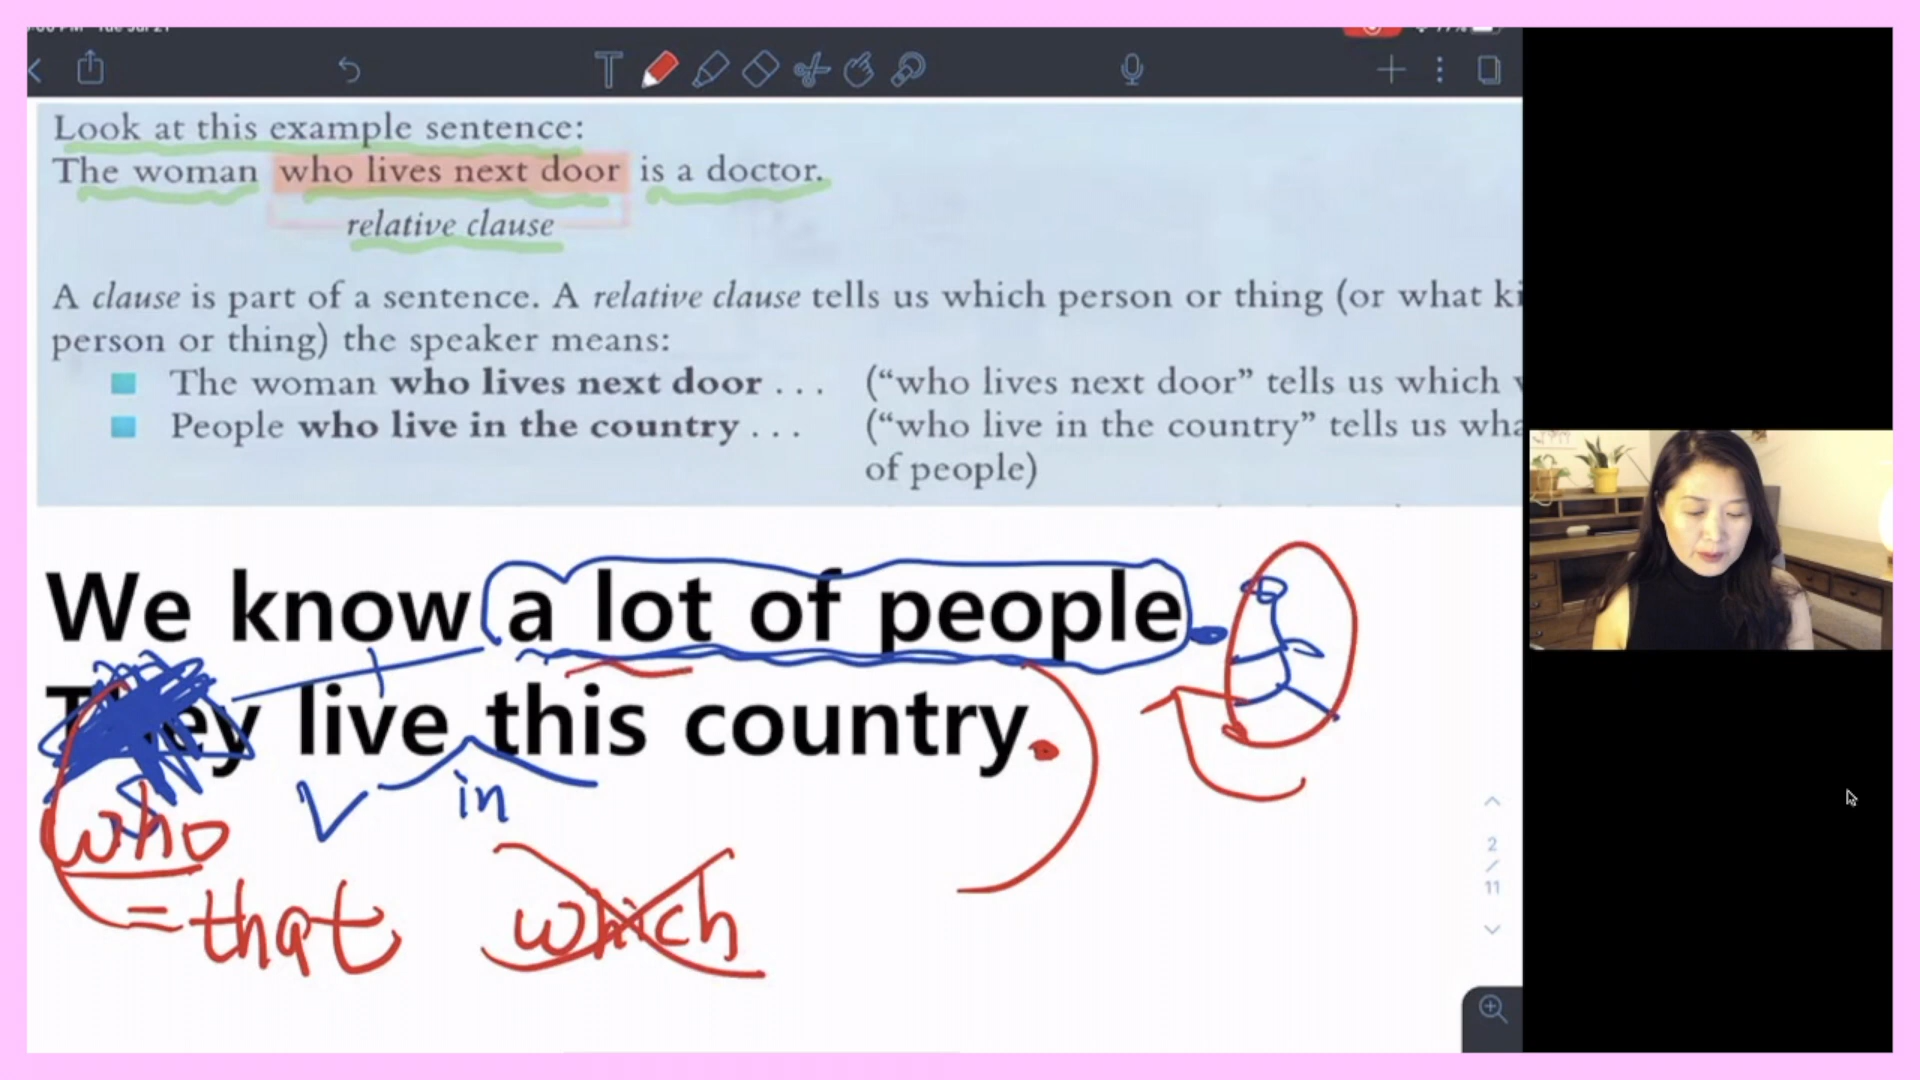 Look at this example sentence:
The woman who lives next door is a doctor.
relative clause
A clause is part of a sentence. A relative clause tells us which person or thing (or what ki
person or thing) the speaker means:
The woman who lives next door . . . ("who lives next door" tells us which
People who live in the country . . . ("who live in the country" tells us wha
of people)
We know a lot of people.
They live this country.
in
who
= that which
2
/
11